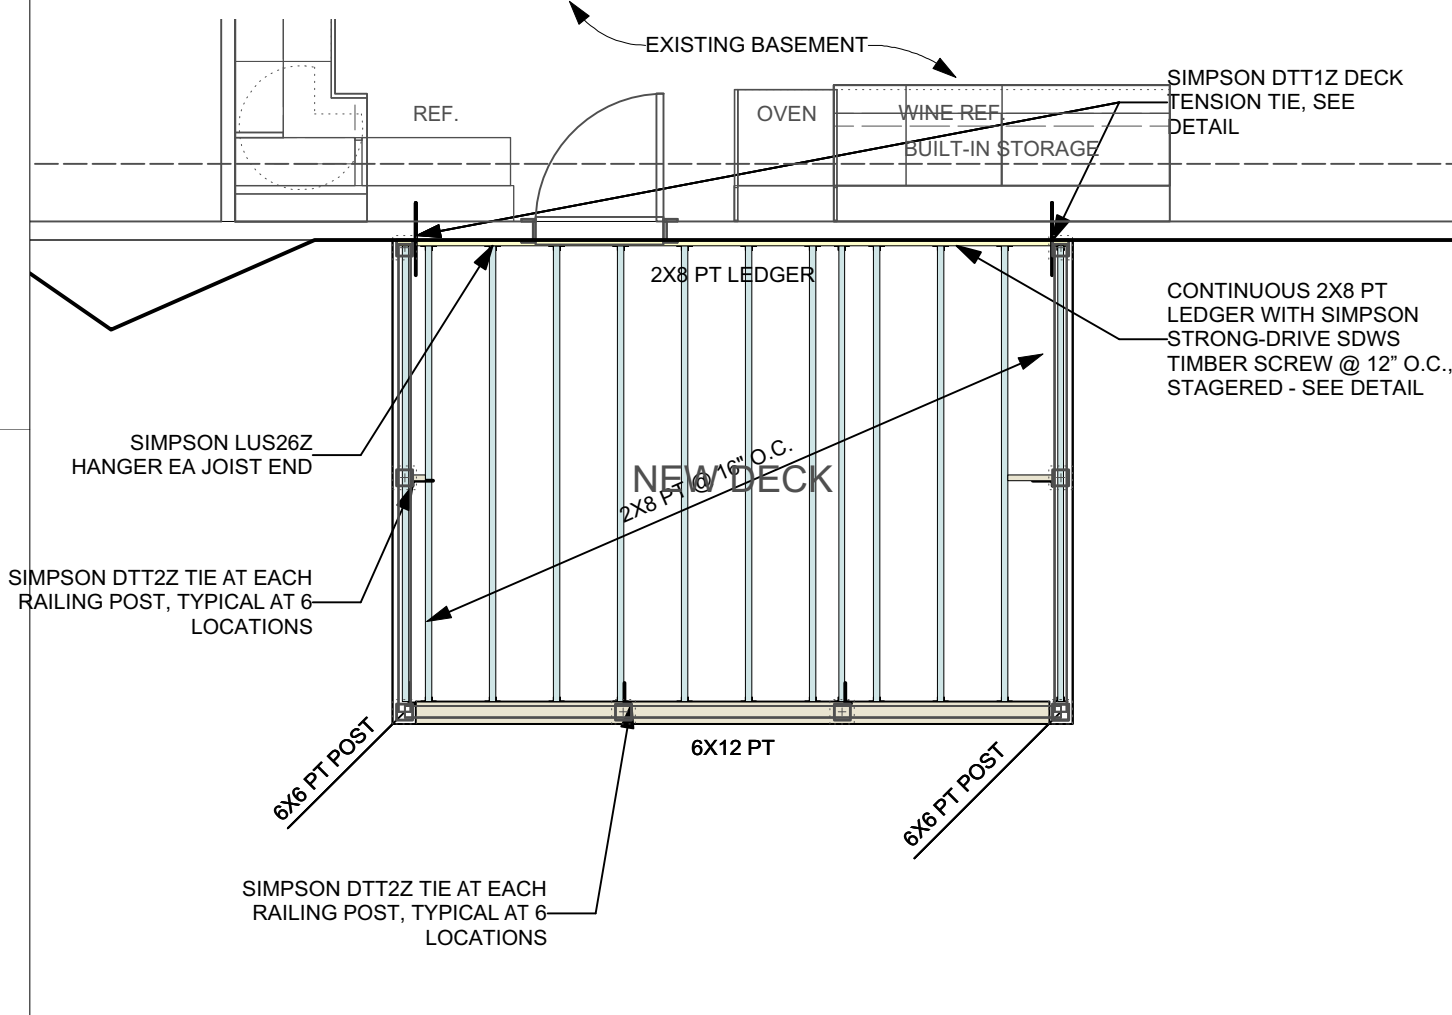 EXISTING BASEMENT
SIMPSON DTT1Z DECK
TENSION TIE, SEE
DETAIL
REF.
OVEN
WINE REF.
BUILT-IN STORAGE
2X8 PT LEDGER
CONTINUOUS 2X8 PT
LEDGER WITH SIMPSON
STRONG-DRIVE SDWS
TIMBER SCREW @ 12” O.C.,
STAGERED - SEE DETAIL
SIMPSON LUS26Z
HANGER EA JOIST END
NEW DECK
2X8 PT @ 16" O.C.
SIMPSON DTT2Z TIE AT EACH
RAILING POST, TYPICAL AT 6
LOCATIONS
6X6 PT POST
6X12 PT
6X6 PT POST
SIMPSON DTT2Z TIE AT EACH
RAILING POST, TYPICAL AT 6
LOCATIONS